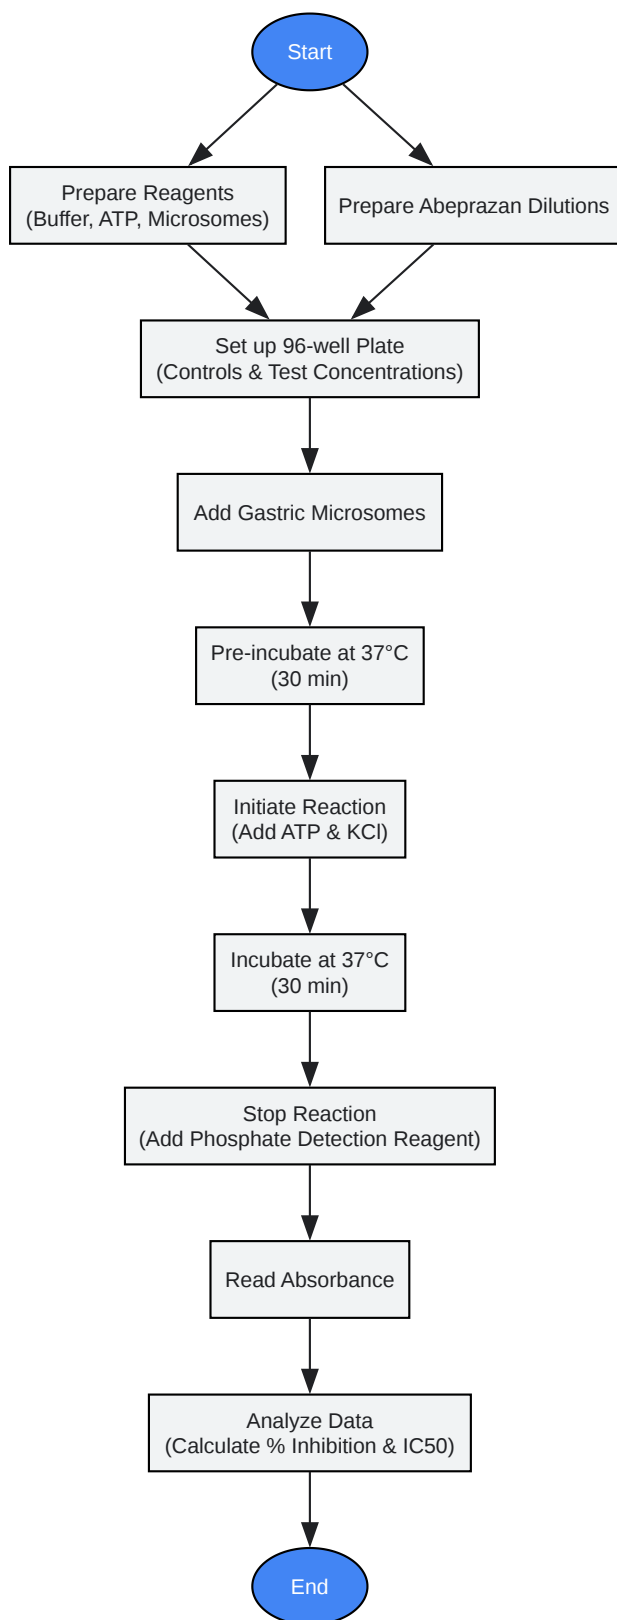 Start
Prepare Reagents
(Buffer, ATP, Microsomes)
Prepare Abeprazan Dilutions
Set up 96-well Plate
(Controls & Test Concentrations)
Add Gastric Microsomes
Pre-incubate at 37°C
(30 min)
Initiate Reaction
(Add ATP & KCl)
Incubate at 37°C
(30 min)
Stop Reaction
(Add Phosphate Detection Reagent)
Read Absorbance
Analyze Data
(Calculate % Inhibition & IC50)
End